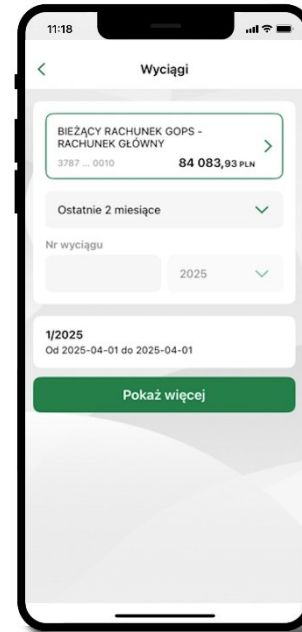 11:18
Wyciągi
BIEŻĄCY RACHUNEK GOPS -
RACHUNEK GŁÓWNY
3787 ... 0010 84 083,93 PLN
Ostatnie 2 miesiące
Nr wyciągu
2025
1/2025
Od 2025-04-01 do 2025-04-01
Pokaż więcej